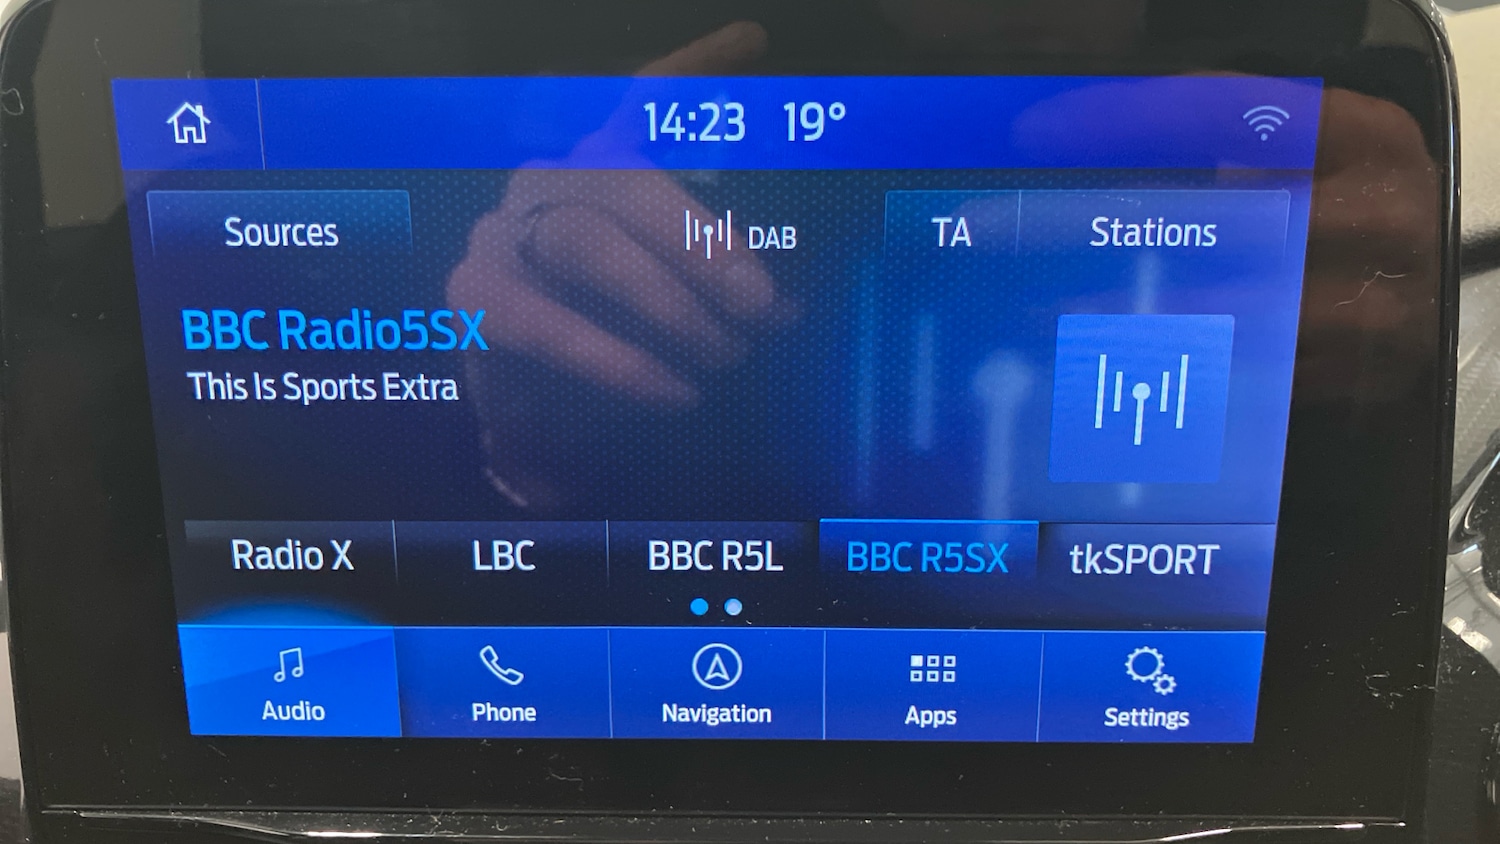 14:23 19°
Sources DAB TA Stations
BBC Radio5SX
This Is Sports Extra
Radio X LBC BBC R5L BBC R5SX tkSPORT
Audio Phone Navigation Apps Settings